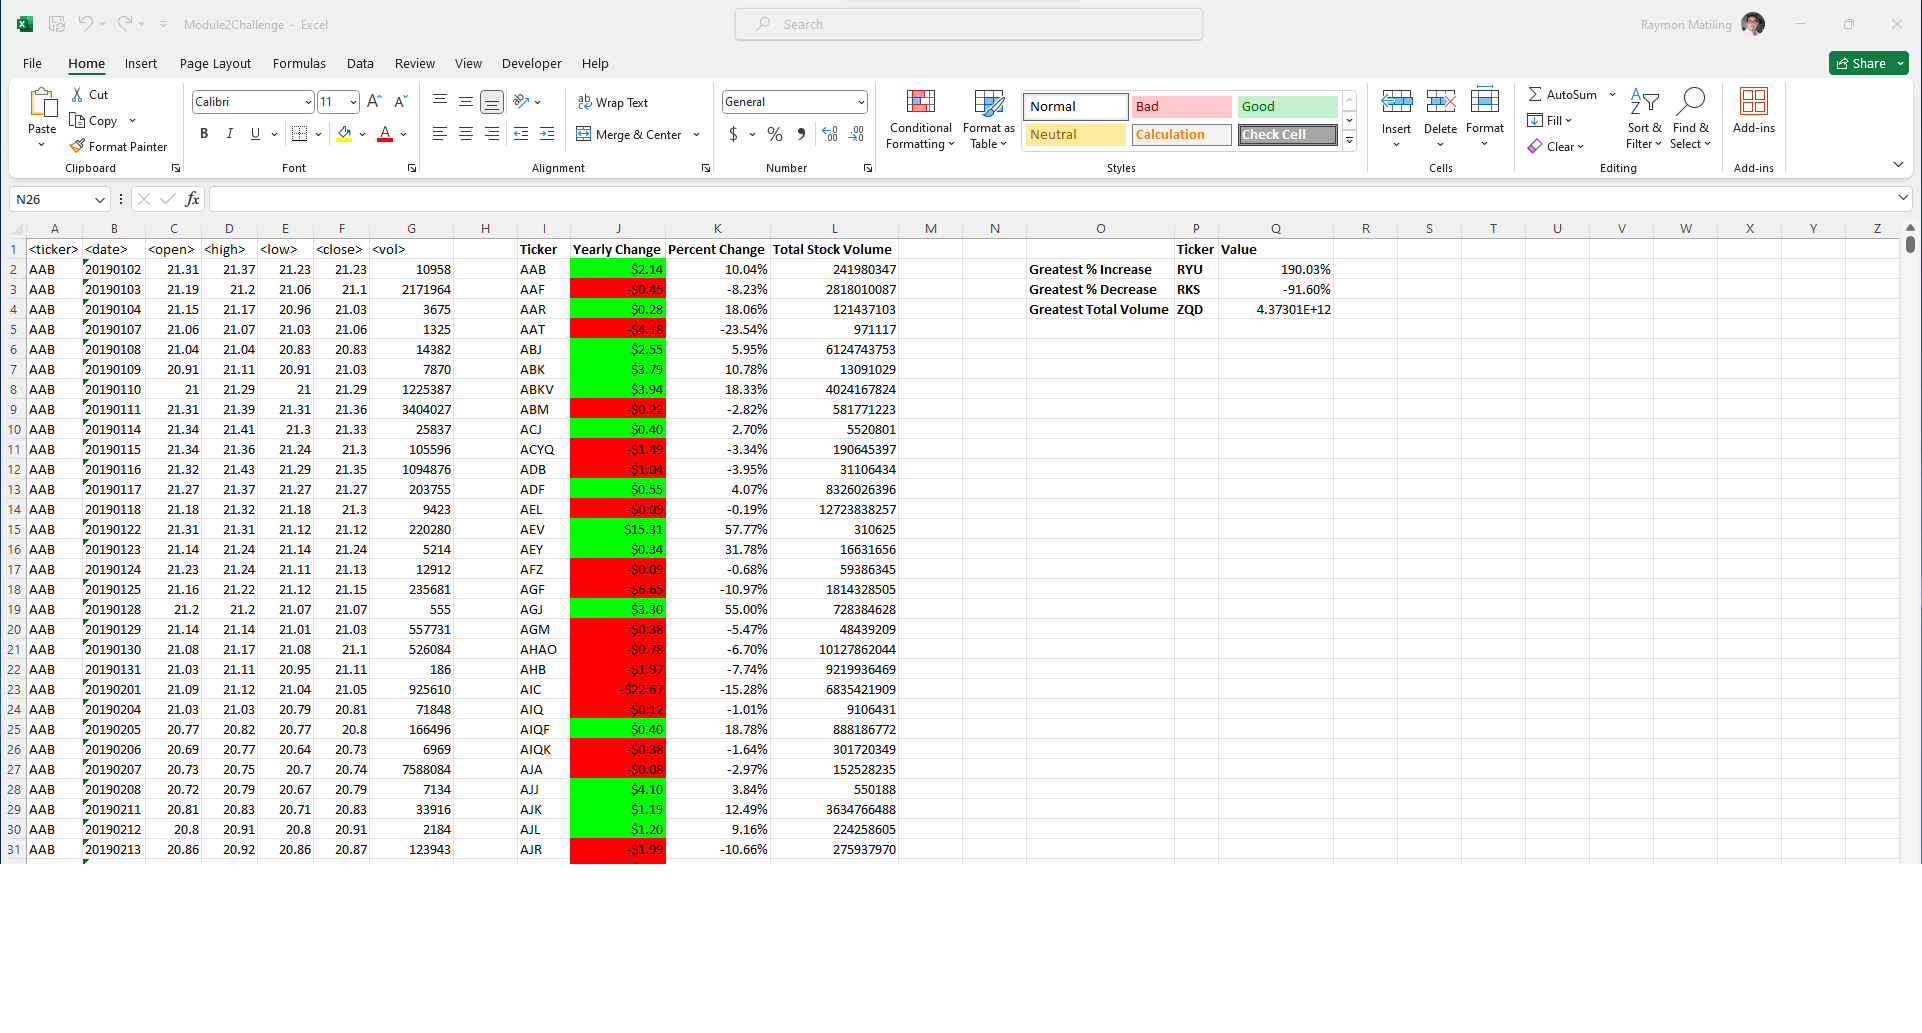 Module2Challenge - Excel
Search
Raymon Matiling
File Home Insert Page Layout Formulas Data Review View Developer Help
Share
Paste
Cut
Copy
Format Painter
Clipboard
Calibri 11
B I U
Font
Wrap Text
Merge & Center
Alignment
General
$ % ,
Number
Conditional Formatting
Format as Table
Normal Bad Good
Neutral Calculation Check Cell
Styles
Insert Delete Format
Cells
AutoSum
Fill
Clear
Sort & Filter
Find & Select
Editing
Add-ins
Add-ins
N26 fx
A B C D E F G H I J K L M N O P Q R S T U V W X Y Z
1 <ticker> <date> <open> <high> <low> <close> <vol> Ticker Yearly Change Percent Change Total Stock Volume Ticker Value
2 AAB 20190102 21.31 21.37 21.23 21.23 10958 AAB $2.14 10.04% 241980347 Greatest % Increase RYU 190.03%
3 AAB 20190103 21.19 21.2 21.06 21.1 2171964 AAF -$0.45 -8.23% 2818010087 Greatest % Decrease RKS -91.60%
4 AAB 20190104 21.15 21.17 20.96 21.03 3675 AAR $0.28 18.06% 121437103 Greatest Total Volume ZQD 4.37301E+12
5 AAB 20190107 21.06 21.07 21.03 21.06 1325 AAT -$4.18 -23.54% 971117
6 AAB 20190108 21.04 21.04 20.83 20.83 14382 ABJ $2.55 5.95% 6124743753
7 AAB 20190109 20.91 21.11 20.91 21.03 7870 ABK $3.79 10.78% 13091029
8 AAB 20190110 21 21.29 21 21.29 1225387 ABKV $3.94 18.33% 4024167824
9 AAB 20190111 21.31 21.39 21.31 21.36 3404027 ABM -$0.22 -2.82% 581771223
10 AAB 20190114 21.34 21.41 21.3 21.33 25837 ACJ $0.40 2.70% 5520801
11 AAB 20190115 21.34 21.36 21.24 21.3 105596 ACYQ -$1.49 -3.34% 190645397
12 AAB 20190116 21.32 21.43 21.29 21.35 1094876 ADB -$1.04 -3.95% 31106434
13 AAB 20190117 21.27 21.37 21.27 21.27 203755 ADF $0.55 4.07% 8326026396
14 AAB 20190118 21.18 21.32 21.18 21.3 9423 AEL -$0.09 -0.19% 12723838257
15 AAB 20190122 21.31 21.31 21.12 21.12 220280 AEV $15.31 57.77% 310625
16 AAB 20190123 21.14 21.24 21.14 21.24 5214 AEY $0.34 31.78% 16631656
17 AAB 20190124 21.23 21.24 21.11 21.13 12912 AFZ -$0.09 -0.68% 59386345
18 AAB 20190125 21.16 21.22 21.12 21.15 235681 AGF -$6.65 -10.97% 1814328505
19 AAB 20190128 21.2 21.2 21.07 21.07 555 AGJ $3.30 55.00% 728384628
20 AAB 20190129 21.14 21.14 21.01 21.03 557731 AGM -$0.38 -5.47% 48439209
21 AAB 20190130 21.08 21.17 21.08 21.1 526084 AHAO -$0.78 -6.70% 10127862044
22 AAB 20190131 21.03 21.11 20.95 21.11 186 AHB -$1.97 -7.74% 9219936469
23 AAB 20190201 21.09 21.12 21.04 21.05 925610 AIC -$22.67 -15.28% 6835421909
24 AAB 20190204 21.03 21.03 20.79 20.81 71848 AIQ -$0.12 -1.01% 9106431
25 AAB 20190205 20.77 20.82 20.77 20.8 166496 AIQF $0.40 18.78% 888186772
26 AAB 20190206 20.69 20.77 20.64 20.73 6969 AIQK -$0.38 -1.64% 301720349
27 AAB 20190207 20.73 20.75 20.7 20.74 7588084 AJA -$0.08 -2.97% 152528235
28 AAB 20190208 20.72 20.79 20.67 20.79 7134 AJJ $4.10 3.84% 550188
29 AAB 20190211 20.81 20.83 20.71 20.83 33916 AJK $1.19 12.49% 3634766488
30 AAB 20190212 20.8 20.91 20.8 20.91 2184 AJL $1.20 9.16% 224258605
31 AAB 20190213 20.86 20.92 20.86 20.87 123943 AJR -$1.99 -10.66% 275937970